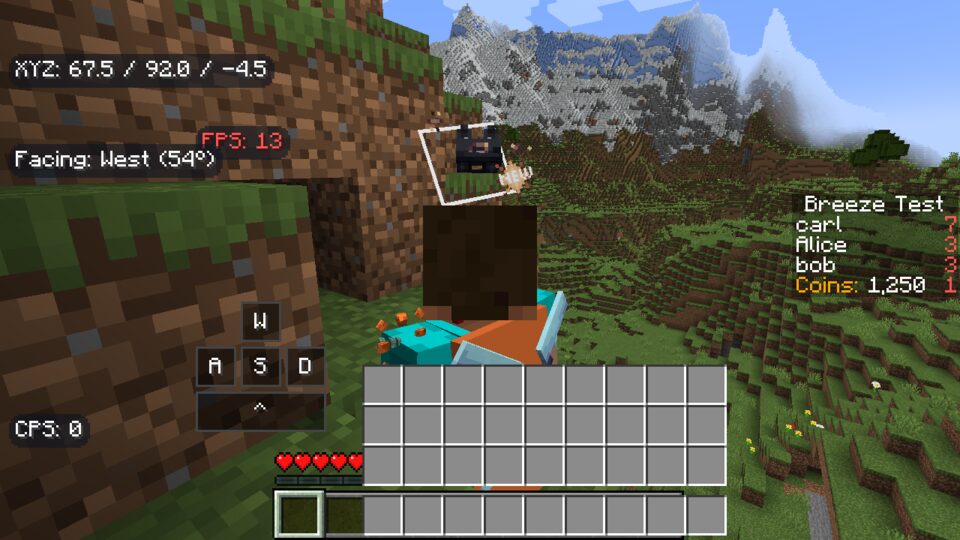 XYZ: 67.5 / 92.0 / -4.5
FPS: 13
Facing: West (54°)
Breeze Test
carl 7
Alice 3
bob 3
Coins: 1,250 1
W
A S D
^
CPS: 0